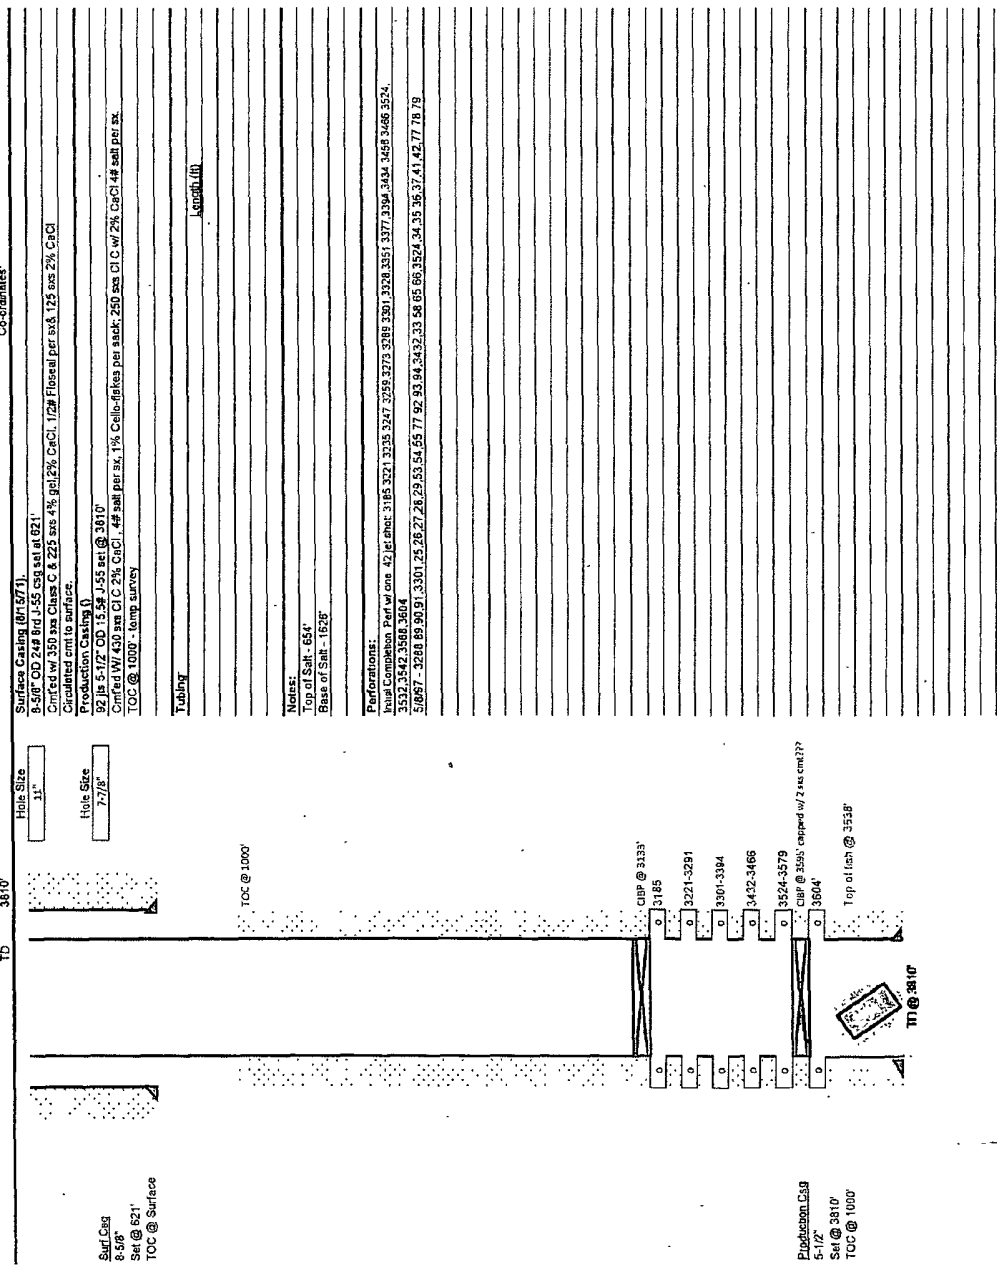 Co-ordinates'
TD 3810'
Surface Casing (8/15/71).
8-5/8" OD 24# 8rd J-55 csg sat at 621'
Cmfed w/ 350 sxs Class C & 225 sxs 4% gel,2% CaCl, 1/2# Floseal per sx& 125 sxs 2% CaCl
Circulated cmt to surface.
Production Casing ()
92 jts 5-1/2" OD 15.5# J-55 set @ 3810'
Cmfed W/ 430 sxs Cl C 2% CaCl , 4# salt per sx, 1% Cello-flakes per sack; 250 sxs Cl C w/ 2% CaCl 4# salt per sx
TOC @ 1000' - temp survey
Tubing
Length (ft)
Notes:
Top of Salt - 654'
Base of Salt - 1628'
Perforations:
Initial Completion Perf w/ one 42 jet shot: 3185 3221 3235 3247 3259,3273 3289 3301,3328,3351 3377,3394,3434 3458 3466 3524,
3532,3542,3588,3604
5/8/97 - 3288 89,90,91,3301,25,26,27,28,29,53,54,55 77 92 93,94,3432,33 58 65 66,3524,34,35 36,37,41,42,77 78 79
Hole Size
11"
Hole Size
7-7/8"
TOC @ 1000'
CIBP @ 3133'
3185
3221-3291
3301-3394
3432-3466
3524-3579
CIBP @ 3595' capped w/ 2 sxs cmt???
3604'
Top of fish @ 3538'
TD @ 3810'
Surf Csg
8-5/8"
Set @ 621'
TOC @ Surface
Production Csg
5-1/2"
Set @ 3810'
TOC @ 1000'